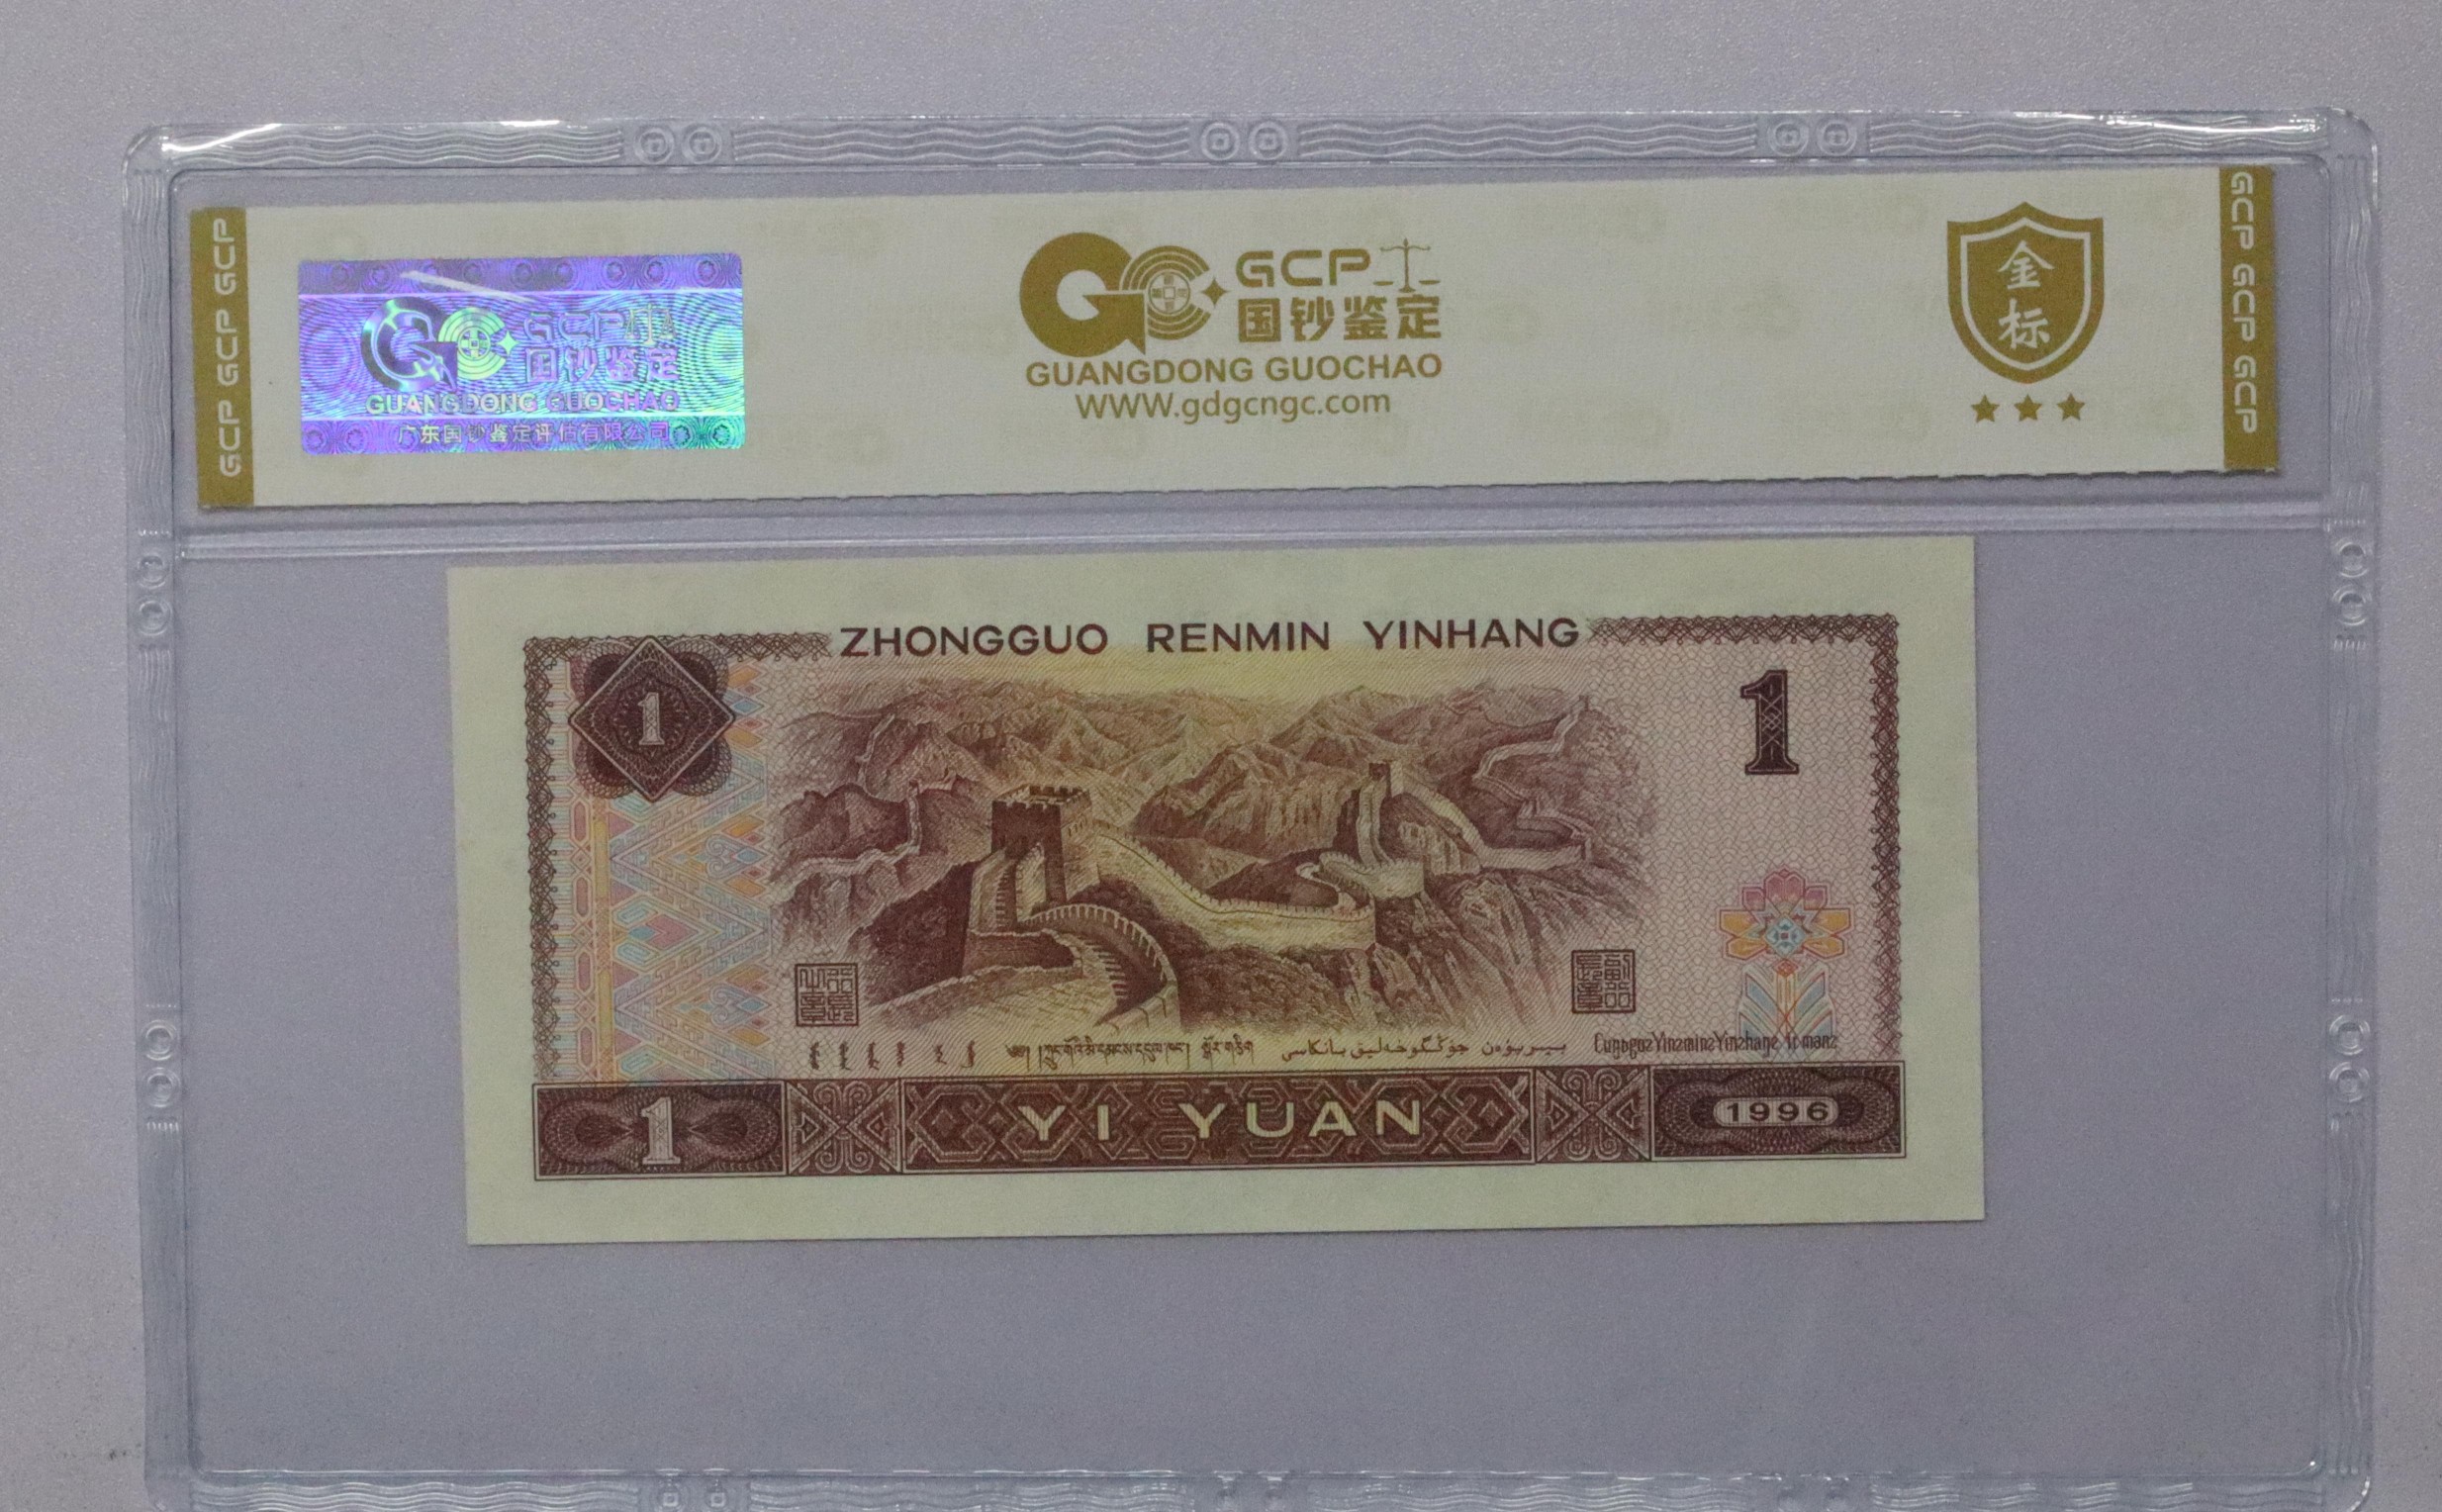 GCP GCP GCP
GCP
国钞鉴定
GUANGDONG GUOCHAO
广东国钞鉴定评估有限公司
GCP
国钞鉴定
GUANGDONG GUOCHAO
WWW.gdgcngc.com
金
标
GCP GCP GCP
ZHONGGUO RENMIN YINHANG
1
1
1
YI YUAN
1996